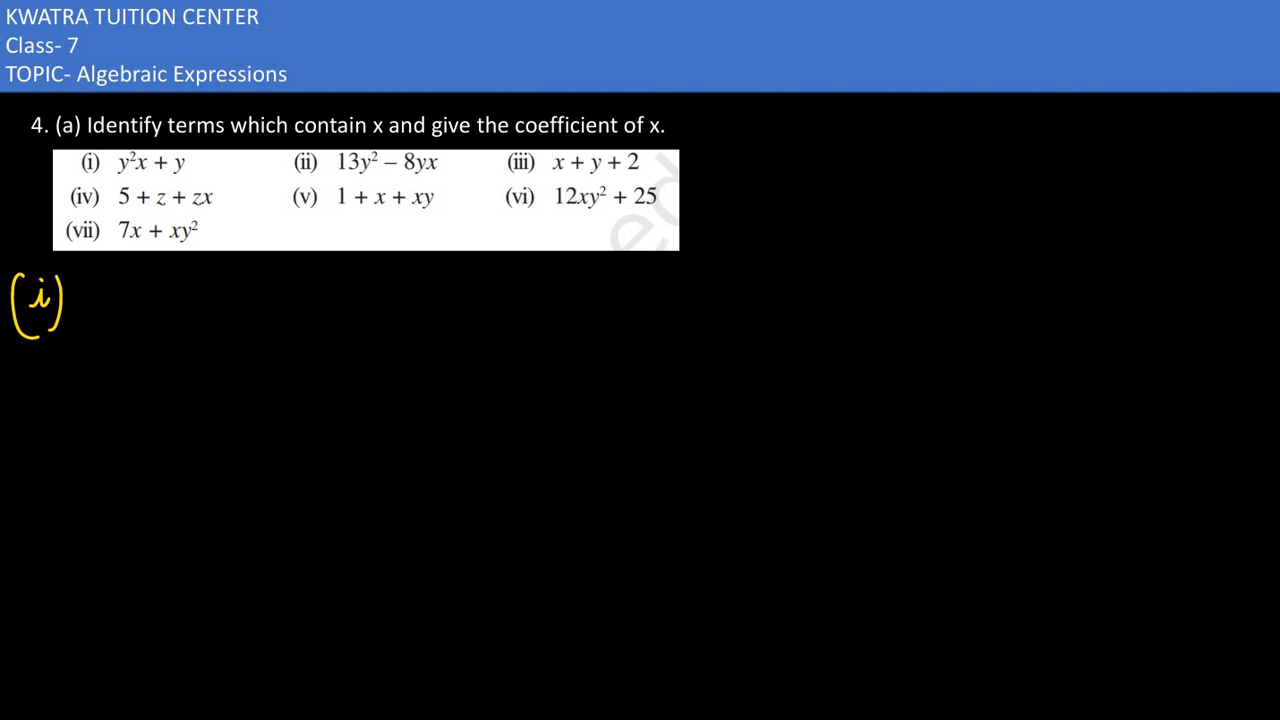 KWATRA TUITION CENTER
Class- 7
TOPIC- Algebraic Expressions
4. (a) Identify terms which contain x and give the coefficient of x.
(i) y²x + y (ii) 13y² – 8yx (iii) x + y + 2
(iv) 5 + z + zx (v) 1 + x + xy (vi) 12xy² + 25
(vii) 7x + xy²
(i)